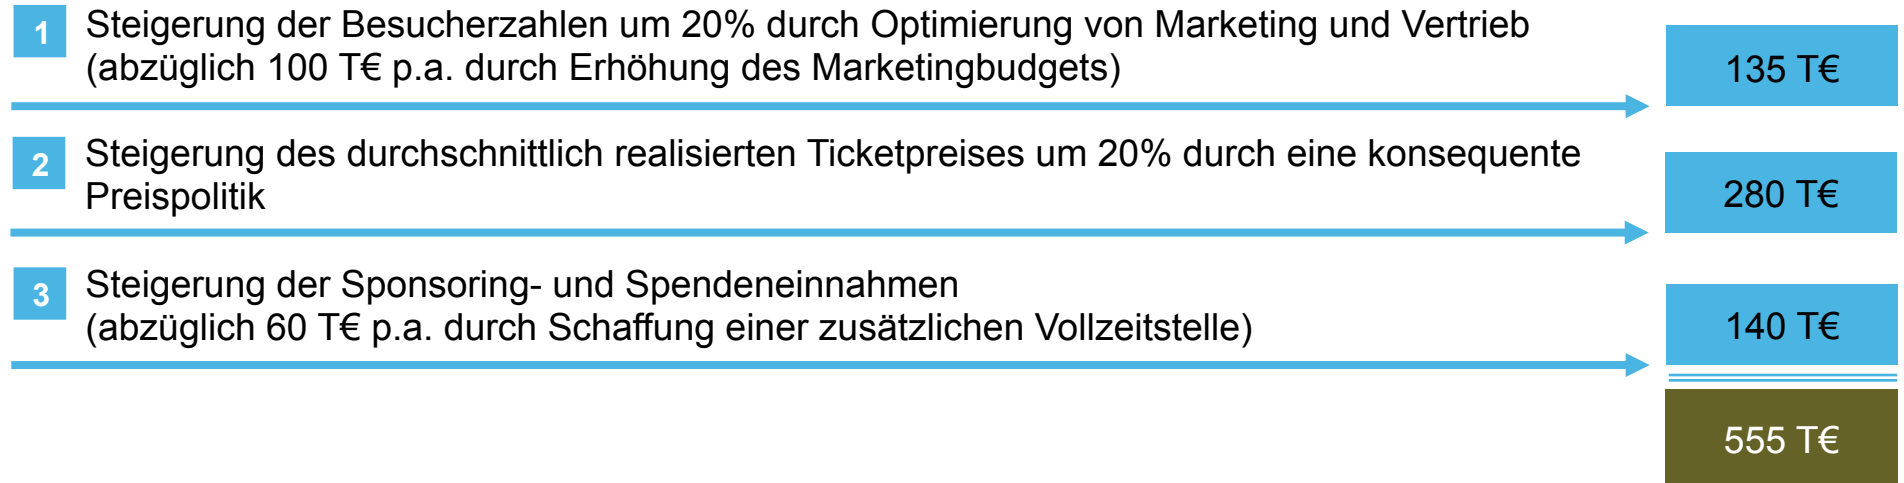 1 Steigerung der Besucherzahlen um 20% durch Optimierung von Marketing und Vertrieb
(abzüglich 100 T€ p.a. durch Erhöhung des Marketingbudgets)
135 T€
2 Steigerung des durchschnittlich realisierten Ticketpreises um 20% durch eine konsequente
Preispolitik
280 T€
3 Steigerung der Sponsoring- und Spendeneinnahmen
(abzüglich 60 T€ p.a. durch Schaffung einer zusätzlichen Vollzeitstelle)
140 T€
555 T€